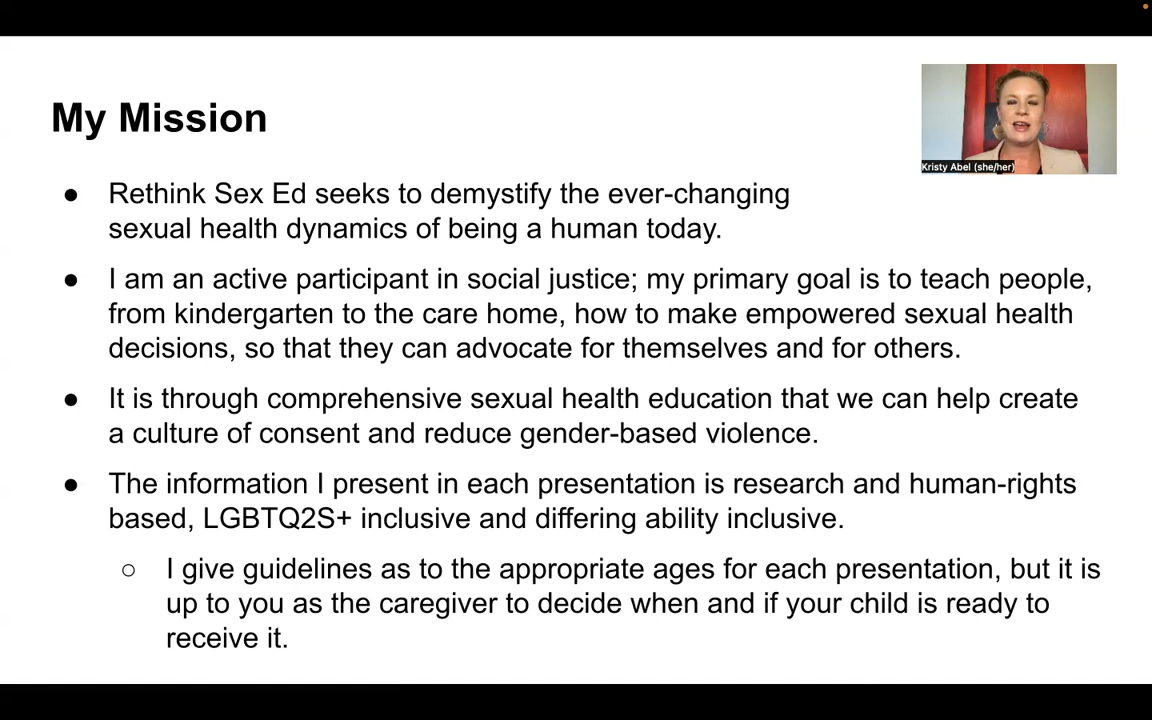 My Mission
Kristy Abel (she/her)
● Rethink Sex Ed seeks to demystify the ever-changing
sexual health dynamics of being a human today.
● I am an active participant in social justice; my primary goal is to teach people,
from kindergarten to the care home, how to make empowered sexual health
decisions, so that they can advocate for themselves and for others.
● It is through comprehensive sexual health education that we can help create
a culture of consent and reduce gender-based violence.
● The information I present in each presentation is research and human-rights
based, LGBTQ2S+ inclusive and differing ability inclusive.
○ I give guidelines as to the appropriate ages for each presentation, but it is
up to you as the caregiver to decide when and if your child is ready to
receive it.